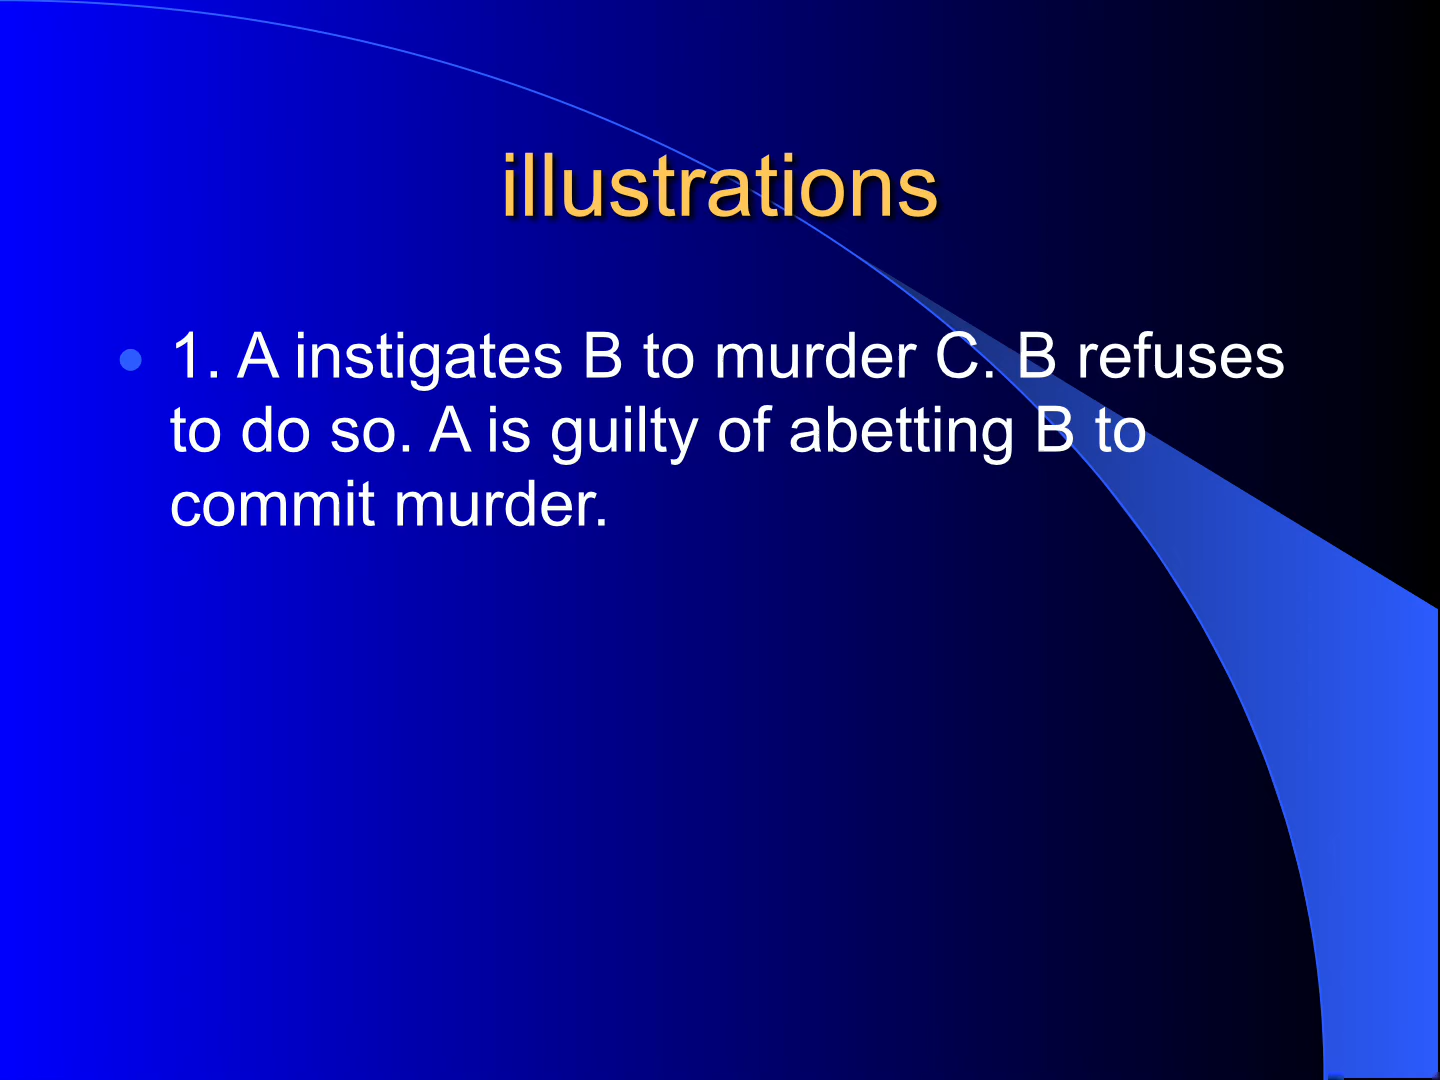 illustrations
1. A instigates B to murder C. B refuses
to do so. A is guilty of abetting B to
commit murder.